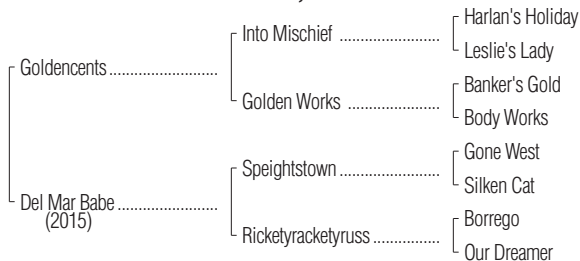 Harlan's Holiday
Into Mischief ....................
Leslie's Lady
Goldencents ......................
Banker's Gold
Golden Works ..................
Body Works
Gone West
Speightstown ....................
Silken Cat
Del Mar Babe ....................
(2015)
Borrego
Ricketyracketyruss .............
Our Dreamer